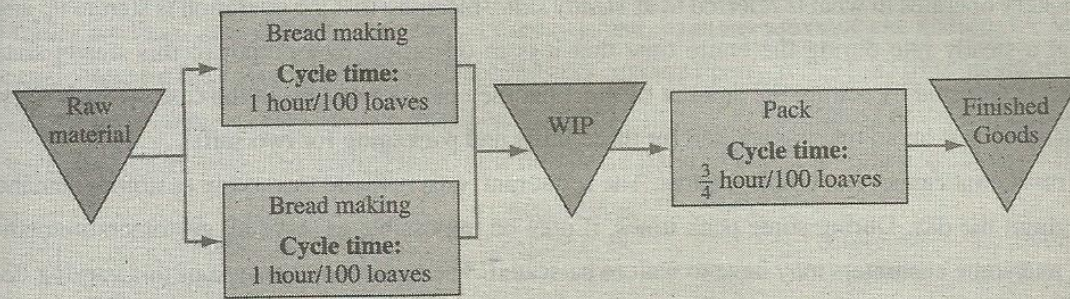 Raw
material
Bread making
Cycle time:
1 hour/100 loaves
Bread making
Cycle time:
1 hour/100 loaves
WIP
Pack
Cycle time:
3/4 hour/100 loaves
Finished
Goods